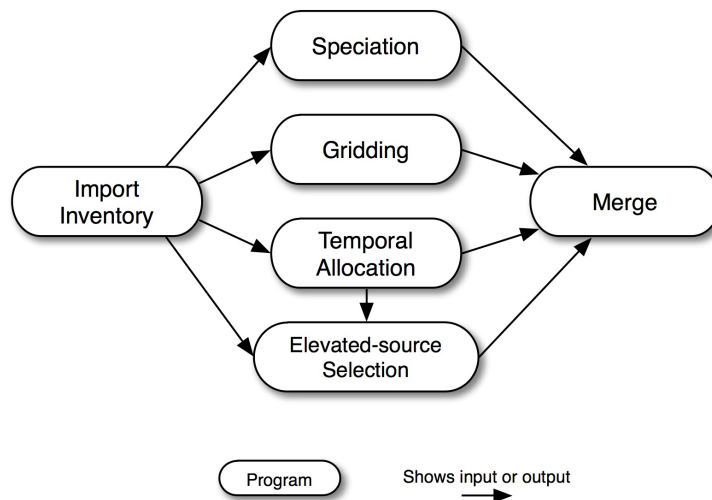 Speciation
Gridding
Import
Inventory
Merge
Temporal
Allocation
Elevated-source
Selection
Program
Shows input or output